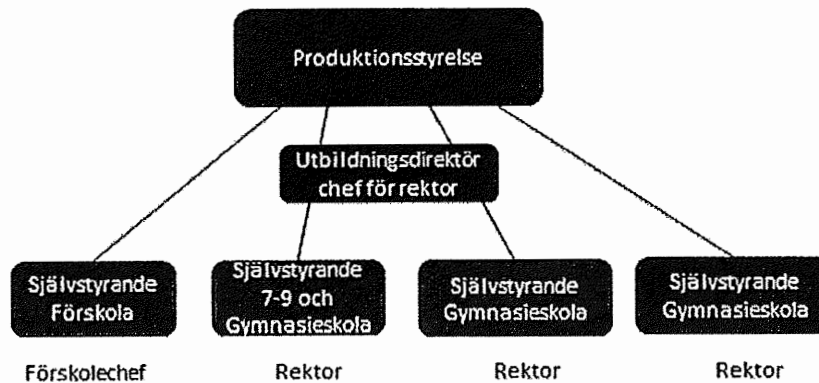 Produktionsstyrelse
Utbildningsdirektör
chef för rektor
Självstyrande
Förskola
Självstyrande
7-9 och
Gymnasieskola
Självstyrande
Gymnasieskola
Självstyrande
Gymnasieskola
Förskolechef
Rektor
Rektor
Rektor